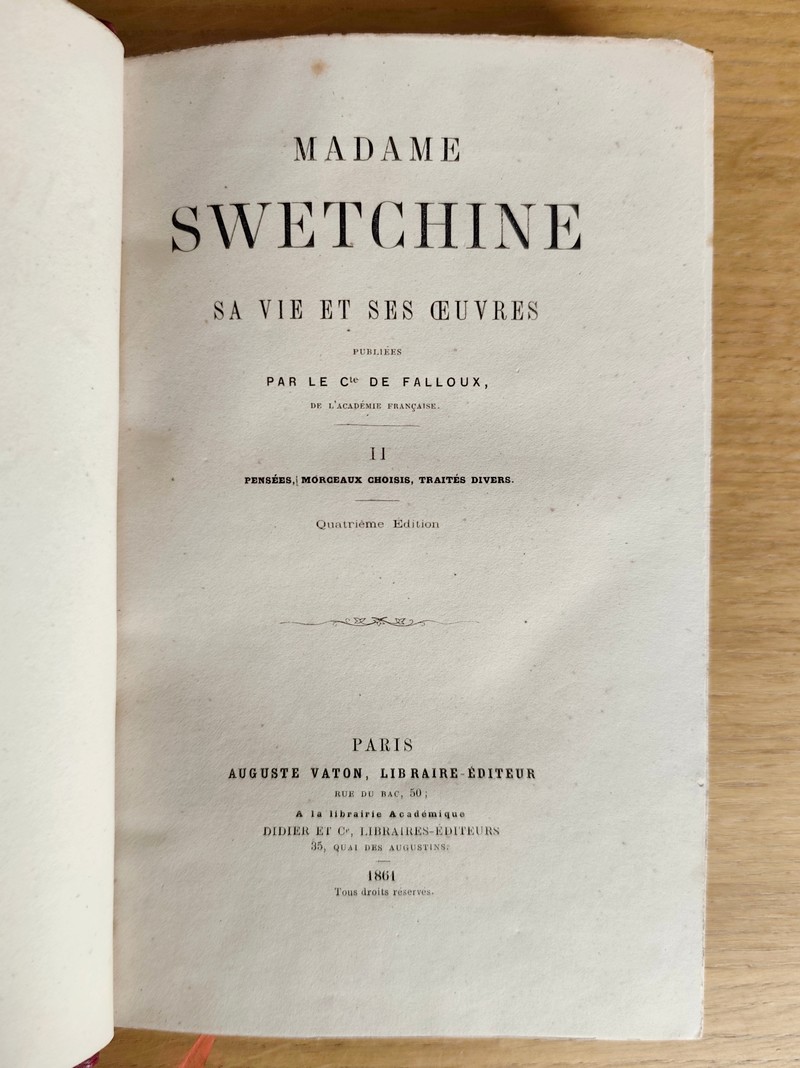 MADAME
SWETCHINE
SA VIE ET SES ŒUVRES
PUBLIÉES
PAR LE Cte DE FALLOUX,
DE L'ACADÉMIE FRANÇAISE.
II
PENSÉES, MORCEAUX CHOISIS, TRAITÉS DIVERS.
Quatrième Edition
PARIS
AUGUSTE VATON, LIBRAIRE-ÉDITEUR
RUE DU BAC, 50;
A la librairie Académique
DIDIER ET Ce, LIBRAIRES-ÉDITEURS
35, QUAI DES AUGUSTINS.
1861
Tous droits réservés.